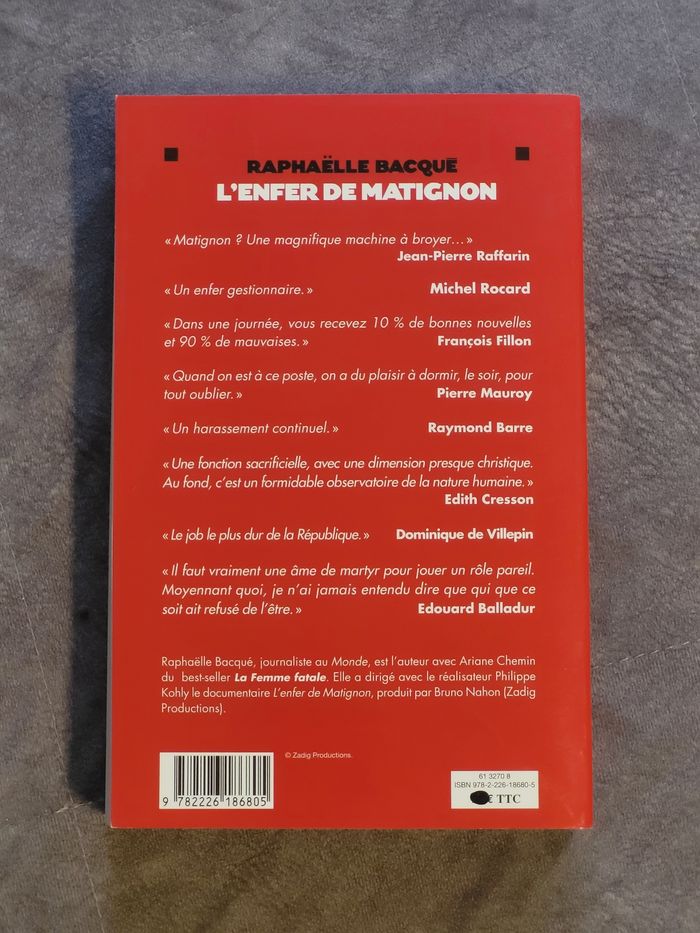 RAPHAËLLE BACQUÉ
L'ENFER DE MATIGNON
« Matignon ? Une magnifique machine à broyer... »
Jean-Pierre Raffarin
« Un enfer gestionnaire. » Michel Rocard
« Dans une journée, vous recevez 10 % de bonnes nouvelles
et 90 % de mauvaises. » François Fillon
« Quand on est à ce poste, on a du plaisir à dormir, le soir, pour
tout oublier. » Pierre Mauroy
« Un harassement continuel. » Raymond Barre
« Une fonction sacrificielle, avec une dimension presque christique.
Au fond, c'est un formidable observatoire de la nature humaine. »
Edith Cresson
« Le job le plus dur de la République. » Dominique de Villepin
« Il faut vraiment une âme de martyr pour jouer un rôle pareil.
Moyennant quoi, je n'ai jamais entendu dire que qui que ce
soit ait refusé de l'être. » Edouard Balladur
Raphaëlle Bacqué, journaliste au Monde, est l'auteur avec Ariane Chemin
du best-seller La Femme fatale. Elle a dirigé avec le réalisateur Philippe
Kohly le documentaire L'enfer de Matignon, produit par Bruno Nahon (Zadig
Productions).
© Zadig Productions.
61 3270 8
ISBN 978-2-226-18680-5
€ TTC
9 782226 186805